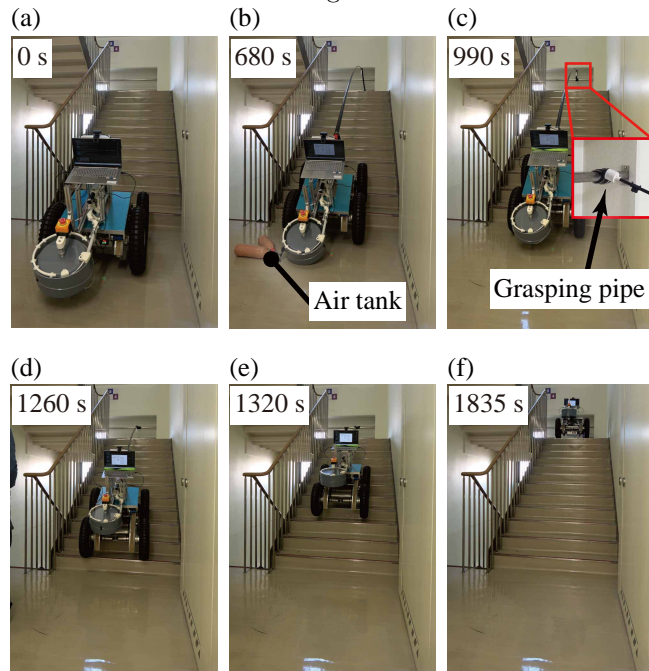 (a)
(b)
(c)
0 s
680 s
990 s
Air tank
Grasping pipe
(d)
(e)
(f)
1260 s
1320 s
1835 s